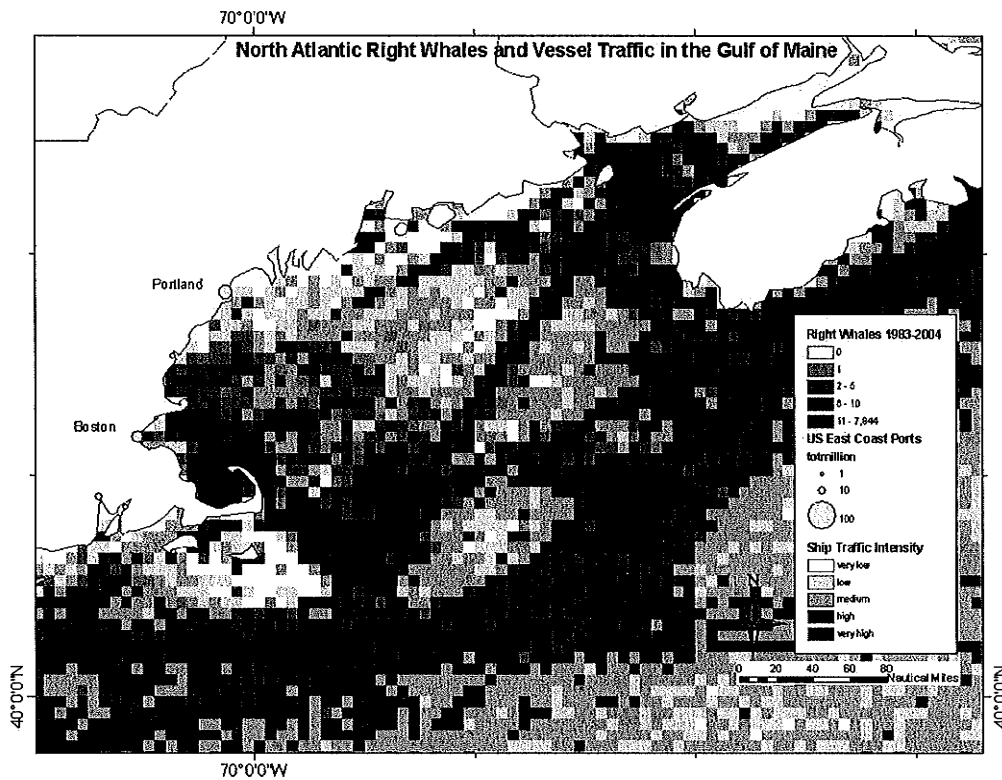 70°0'0"W
North Atlantic Right Whales and Vessel Traffic in the Gulf of Maine
Portland
Boston
Right Whales 1983-2004
0
1
2 - 5
6 - 10
11 - 7,844
US East Coast Ports
totmillion
1
10
100
Ship Traffic Intensity
very low
low
medium
high
very high
N
0 20 40 60 80
Nautical Miles
40°0'0"N
40°0'0"N
70°0'0"W